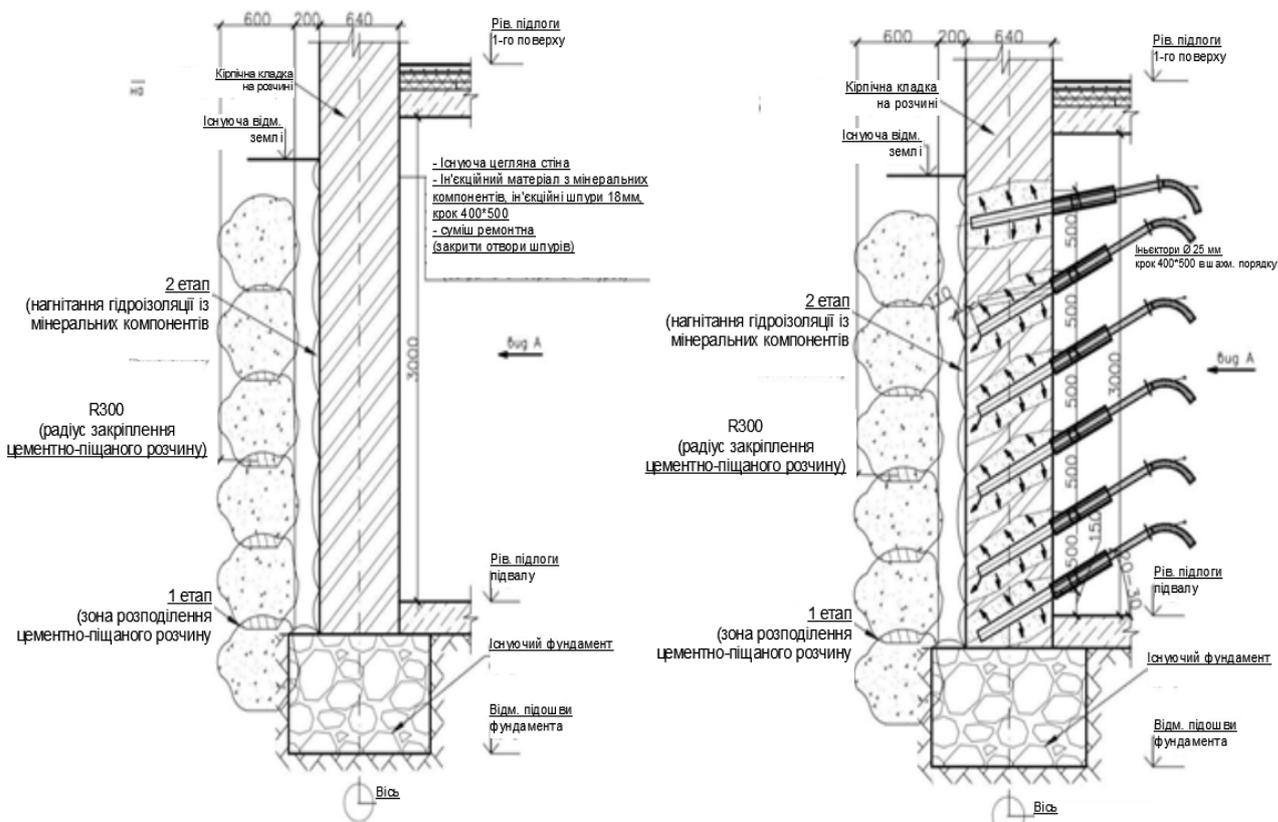 600
200
640
Рів. підлоги
1-го поверху
на
Кірпічна кладка
на розчині
Існуюча відм.
землі
- Існуюча цегляна стіна
- Ін'єкційний матеріал з мінеральних
компонентів, ін'єкційні шпури 18мм,
крок 400*500
- суміш ремонтна
(закрити отвори шпурів)
2 етап
(нагнітання гідроізоляції із
мінеральних компонентів
3000
вид А
R300
(радіус закріплення
цементно-піщаного розчину)
Рів. підлоги
підвалу
1 етап
(зона розподілення
цементно-піщаного розчину
Існуючий фундамент
Відм. підошви
фундамента
Вісь
600
200
640
Рів. підлоги
1-го поверху
Кірпічна кладка
на розчині
Існуюча відм.
землі
500
Іньєктори Ø 25 мм
крок 400*500 в шахм. порядку
2 етап
(нагнітання гідроізоляції із
мінеральних компонентів
500
500
3000
вид А
R300
(радіус закріплення
цементно-піщаного розчину)
500
500
500
150
20-30
Рів. підлоги
підвалу
1 етап
(зона розподілення
цементно-піщаного розчину
Існуючий фундамент
Відм. підошви
фундамента
Вісь